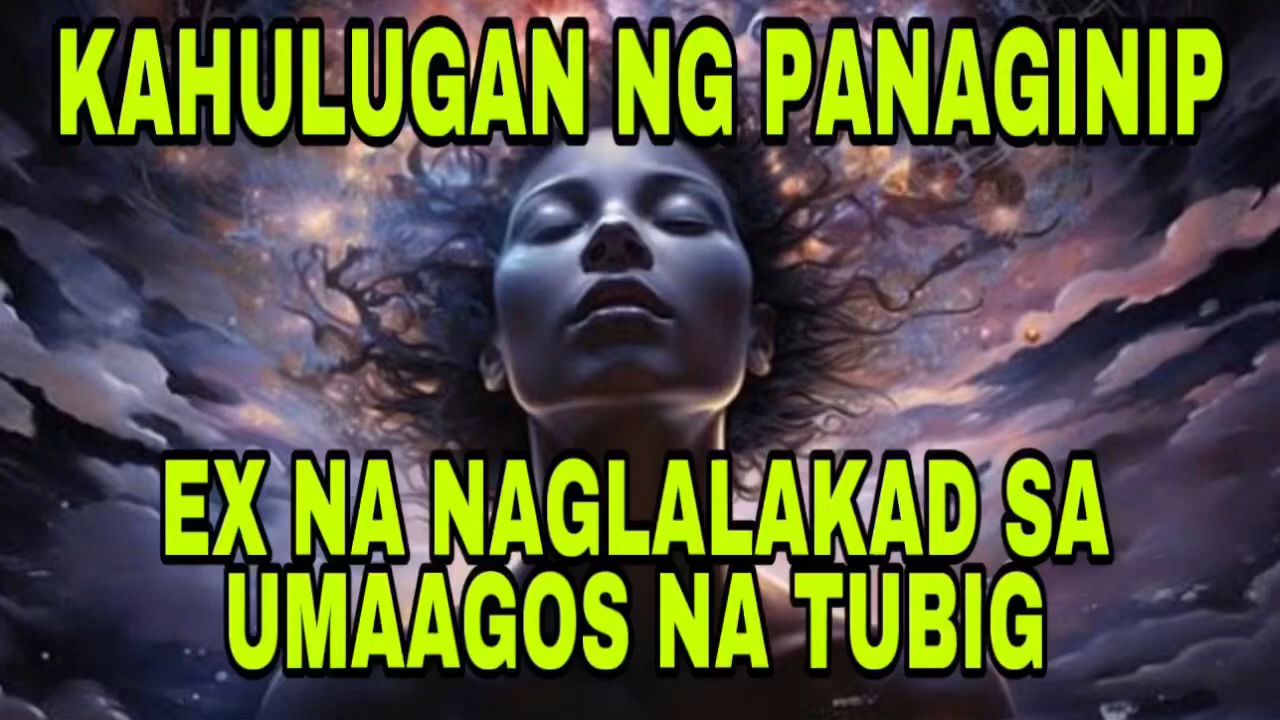 KAHULUGAN NG PANAGINIP
EX NA NAGLALAKAD SA
UMAAGOS NA TUBIG